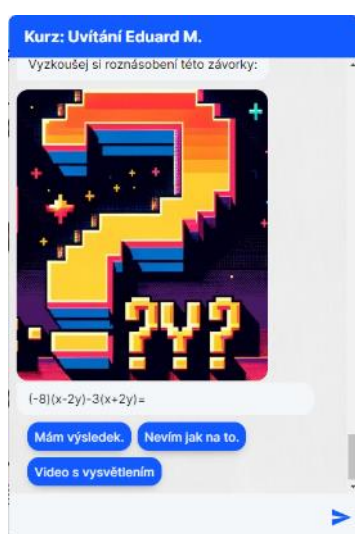 Kurz: Uvítání Eduard M.
Vyzkoušej si roznásobení této závorky:
?
?Y?
(-8)(x-2y)-3(x+2y)=
Mám výsledek.
Nevím jak na to.
Video s vysvětlením